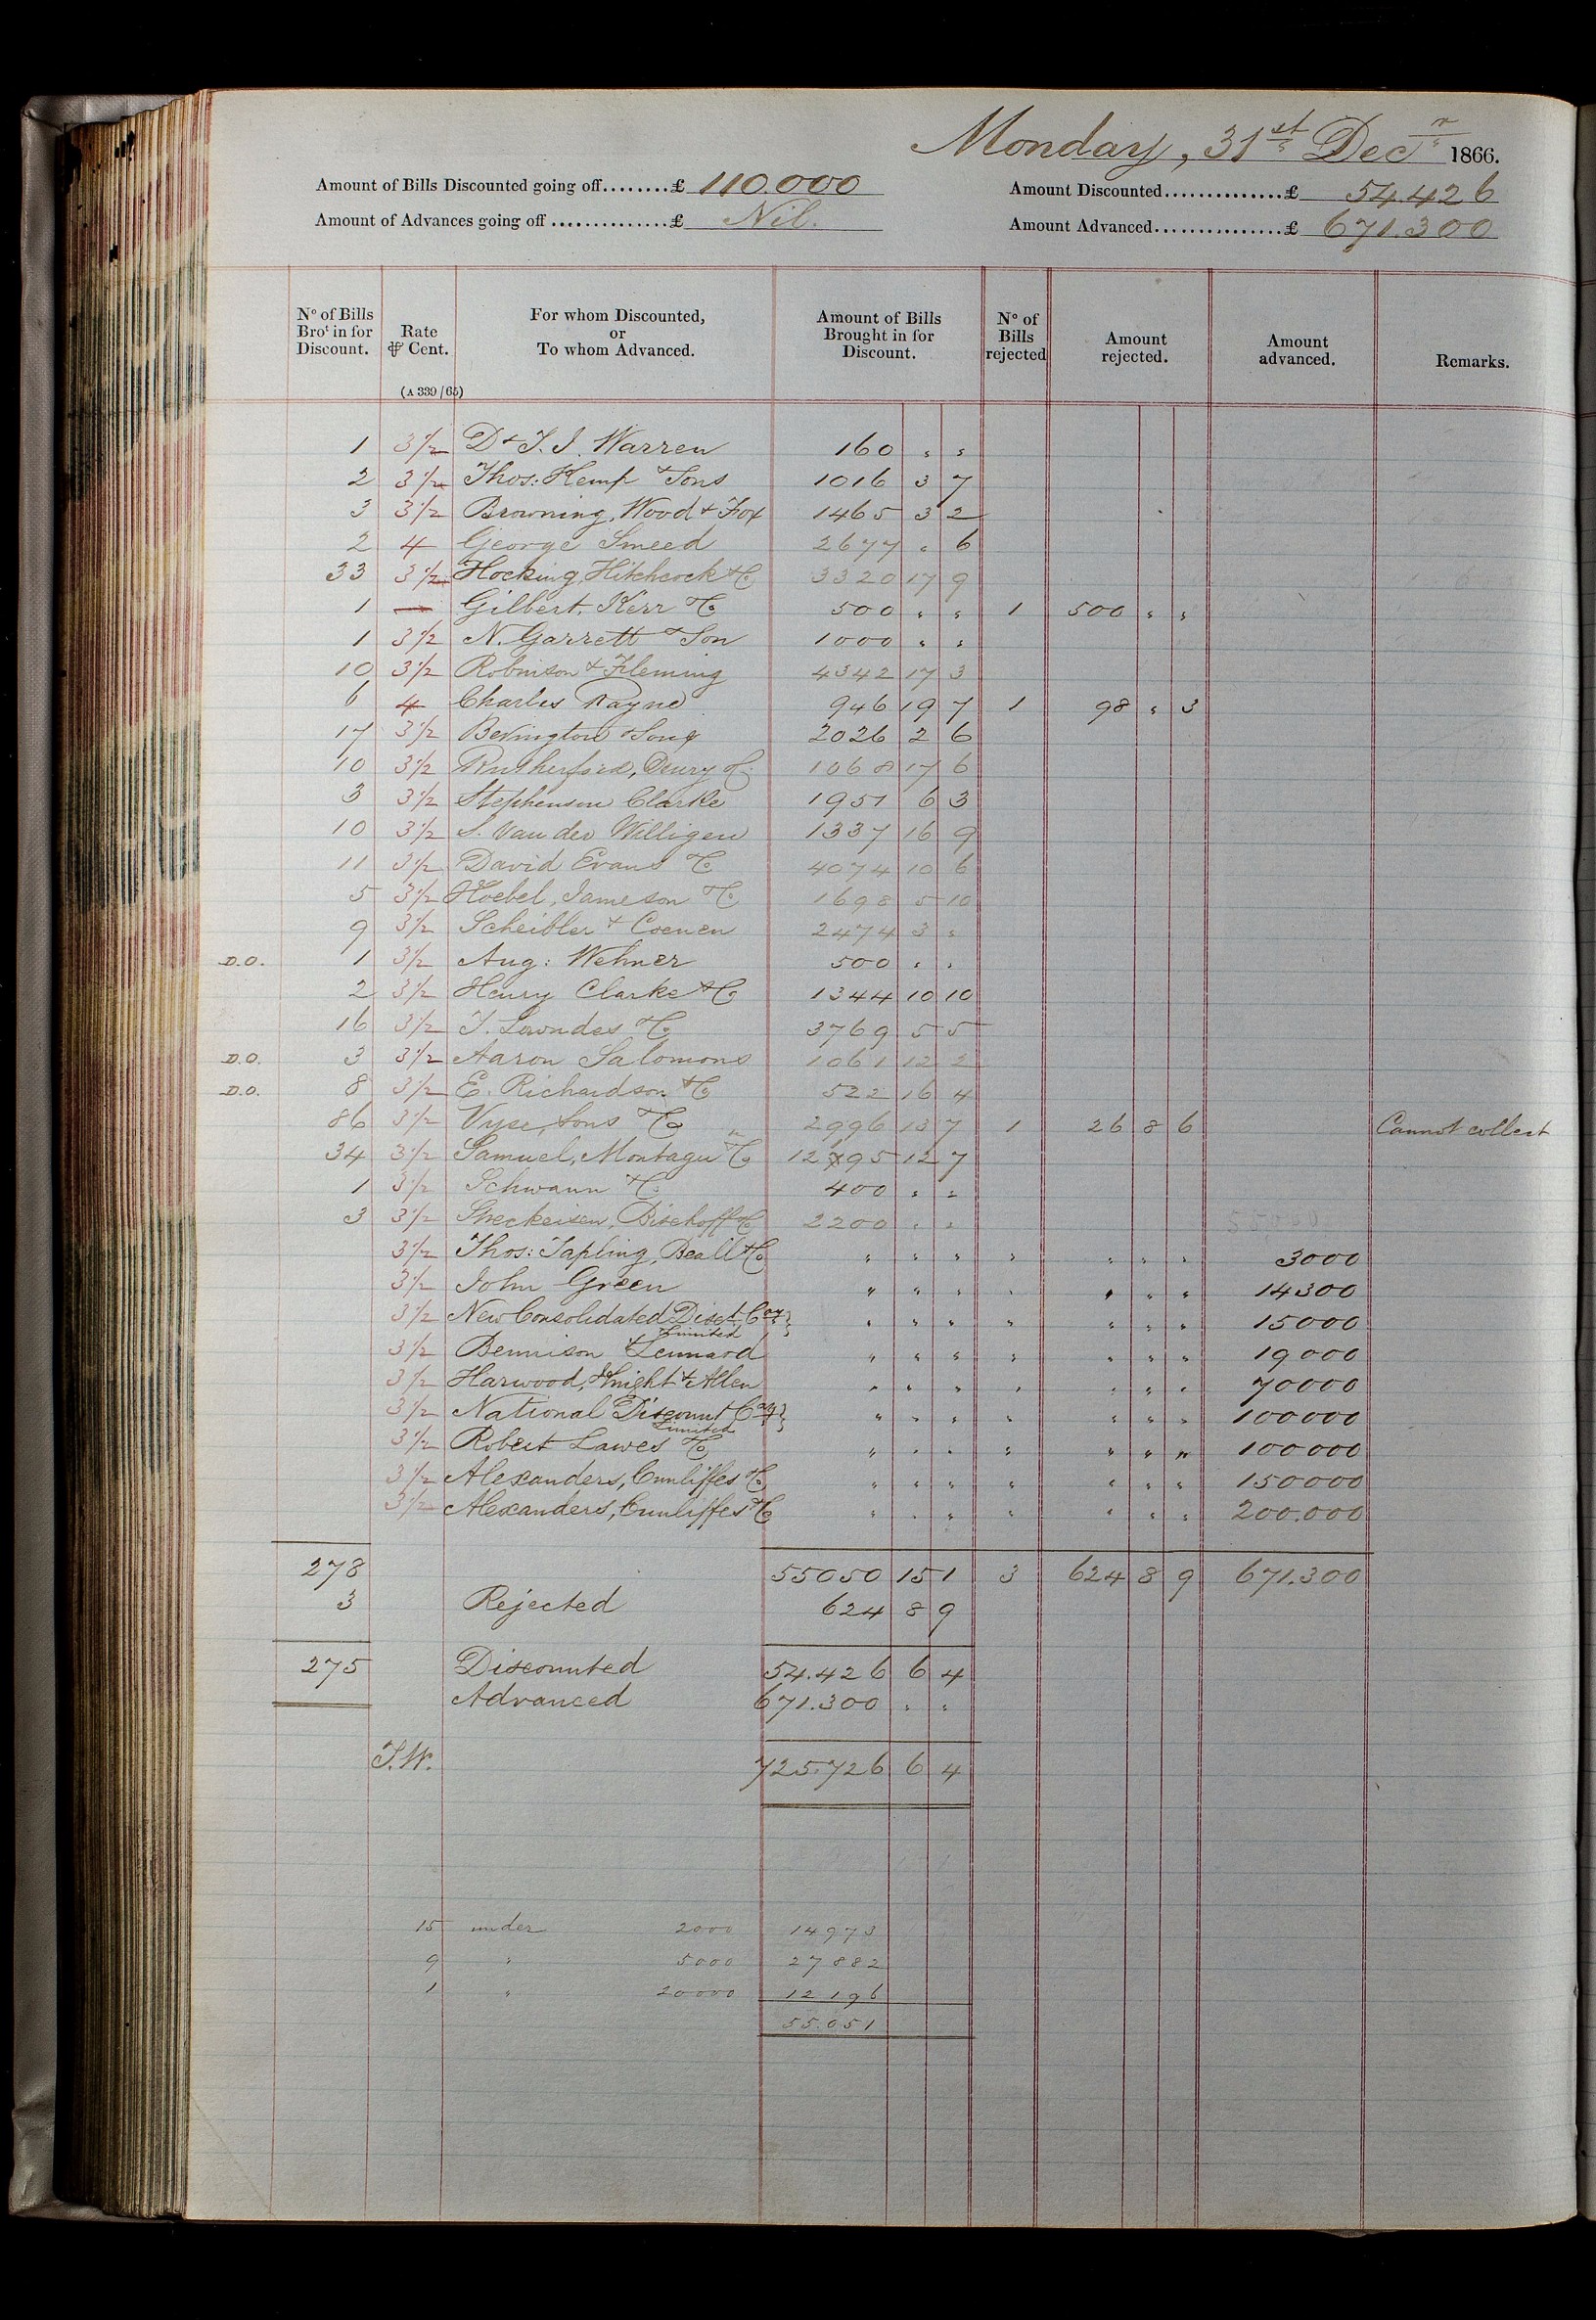 Monday, 31st Decr 1866.
Amount of Bills Discounted going off........£ 110.000 Amount Discounted..............£ 54.426
Amount of Advances going off ...............£ Nil. Amount Advanced................£ 671.300
No of Bills Brot in for Discount. Rate ⅌ Cent. For whom Discounted, or To whom Advanced. Amount of Bills Brought in for Discount. No of Bills rejected Amount rejected. Amount advanced. Remarks.
(A 339/65)
1 3½ D & T. J. Warren 160 " "
2 3½ Thos: Kemp & Sons 1016 3 7
3 3½ Browning, Wood & Fox 1465 3 2
2 4 George Smeed 2677 " 6
33 3½ Hocking, Hitchcock & Co 3320 17 9
1 — Gilbert, Kerr & Co 500 " " 1 500 " "
1 3½ N. Garrett & Son 1000 " "
10 3½ Robinson & Fleming 4342 17 3
6 4 Charles Rayne 946 19 7 1 98 " 3
17 3½ Bevington & Sons 2026 2 6
10 3½ Rutherford, Drury & Co 1068 17 6
3 3½ Stephenson Clarke 1951 6 3
10 3½ S. Van der Willigen 1337 16 9
11 3½ David Evans & Co 4074 10 6
5 3½ Hoebel, Jameson & Co 1698 5 10
9 3½ Scheibler & Coenen 2474 3 "
D.O. 1 3½ Aug: Wehner 500 " "
2 3½ Henry Clarke & Co 1344 10 10
16 3½ T. Lowndes & Co 3769 5 5
D.O. 3 3½ Aaron Salomons 1061 12 2
D.O. 8 3½ E. Richardson & Co 522 16 4
86 3½ Vyse, Sons & Co 2996 13 7 1 26 8 6 Cannot collect
34 3½ Samuel, Montagu & Co 12195 12 7
1 3½ Schwann & Co 400 " "
3 3½ Streckeisen, Bischoff & Co 2200 " "
3½ Thos: Tapling, Beall & Co " " " " " " " 3000
3½ John Green " " " " " " " 14300
3½ New Consolidated Disct. Coy Limited " " " " " " " 15000
3½ Bennison & Lennard " " " " " " " 19000
3½ Harwood, Knight & Allen " " " " " " " 70000
3½ National Discount Coy Limited " " " " " " " 100000
3½ Robert Lawes & Co " " " " " " " 100000
3½ Alexanders, Cunliffes & Co " " " " " " " 150000
3½ Alexanders, Cunliffes & Co " " " " " " " 200.000
278 55050 15 1 3 624 8 9 671.300
3 Rejected 624 8 9
275 Discounted 54.426 6 4
Advanced 671.300 " "
T.W. 725.726 6 4
15 under 2000 14973
9 " 5000 27882
1 " 20000 12196
55.051